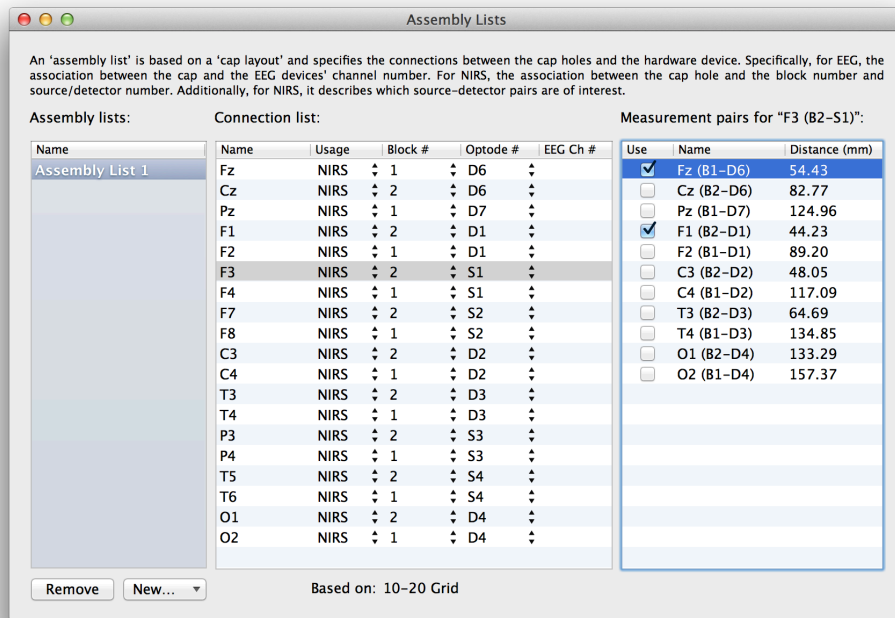 Assembly Lists
An ‘assembly list’ is based on a ‘cap layout’ and specifies the connections between the cap holes and the hardware device. Specifically, for EEG, the
association between the cap and the EEG devices’ channel number. For NIRS, the association between the cap hole and the block number and
source/detector number. Additionally, for NIRS, it describes which source-detector pairs are of interest.
Assembly lists: Connection list: Measurement pairs for “F3 (B2-S1)”:
Name Name Usage Block # Optode # EEG Ch # Use Name Distance (mm)
Assembly List 1 Fz NIRS 1 D6 Fz (B1-D6) 54.43
Cz NIRS 2 D6 Cz (B2-D6) 82.77
Pz NIRS 1 D7 Pz (B1-D7) 124.96
F1 NIRS 2 D1 F1 (B2-D1) 44.23
F2 NIRS 1 D1 F2 (B1-D1) 89.20
F3 NIRS 2 S1 C3 (B2-D2) 48.05
F4 NIRS 1 S1 C4 (B1-D2) 117.09
F7 NIRS 2 S2 T3 (B2-D3) 64.69
F8 NIRS 1 S2 T4 (B1-D3) 134.85
C3 NIRS 2 D2 O1 (B2-D4) 133.29
C4 NIRS 1 D2 O2 (B1-D4) 157.37
T3 NIRS 2 D3
T4 NIRS 1 D3
P3 NIRS 2 S3
P4 NIRS 1 S3
T5 NIRS 2 S4
T6 NIRS 1 S4
O1 NIRS 2 D4
O2 NIRS 1 D4
Remove New... Based on: 10-20 Grid